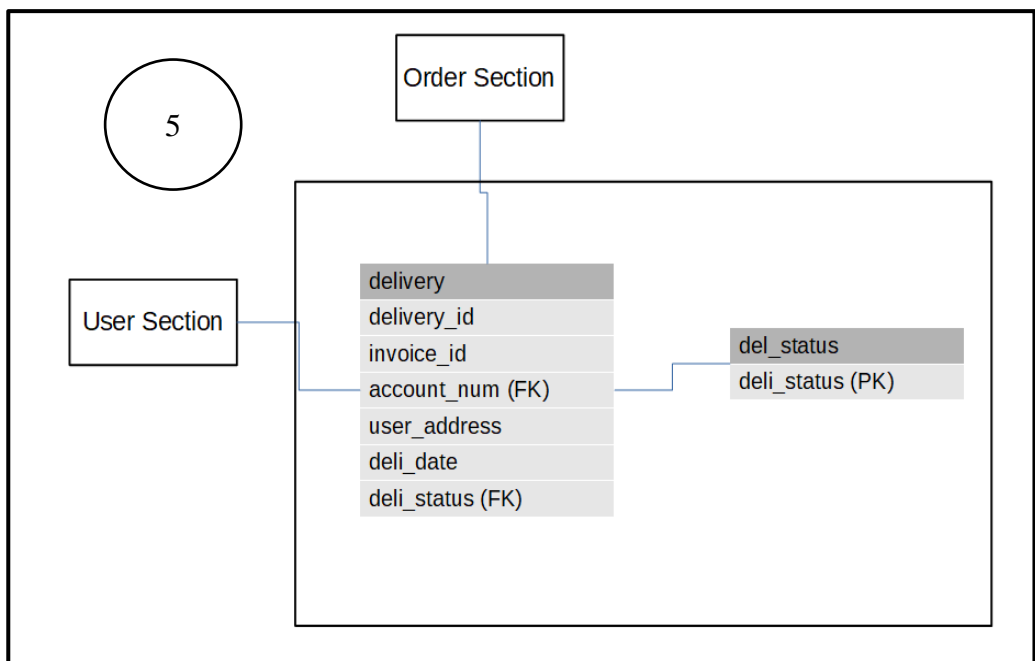 Order Section
5
User Section
delivery
delivery_id
invoice_id
account_num (FK)
user_address
deli_date
deli_status (FK)
del_status
deli_status (PK)